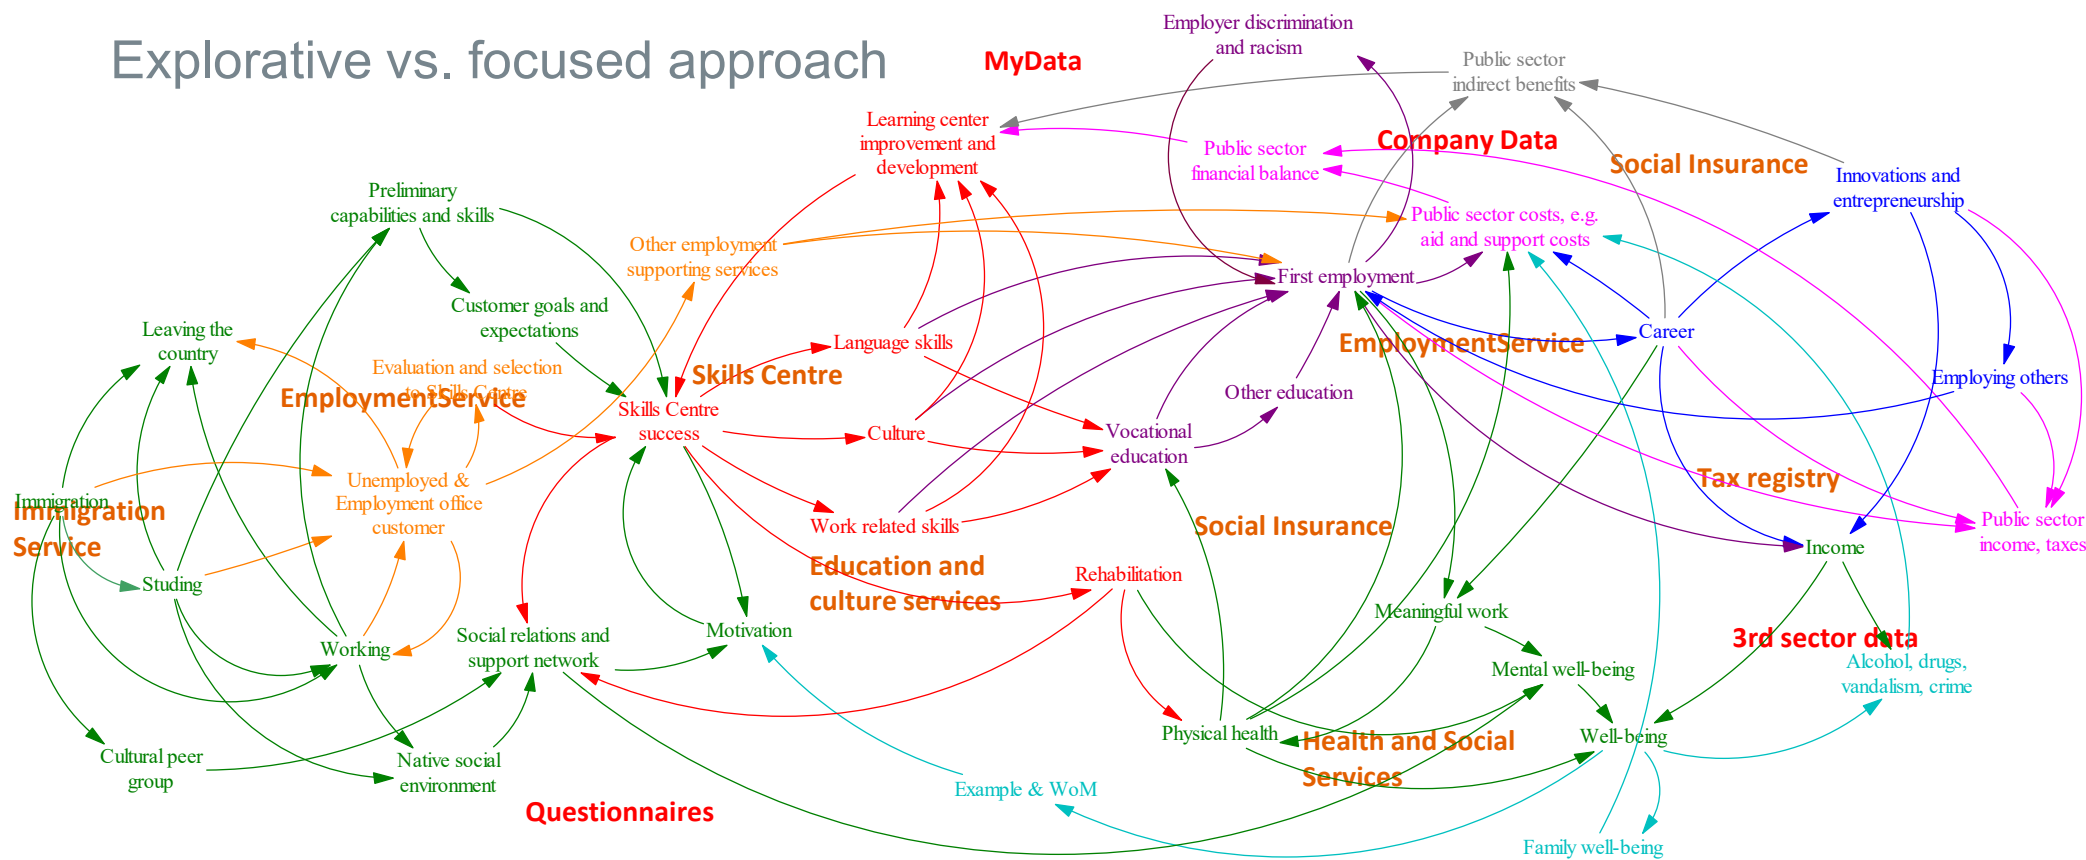 Explorative vs. focused approach
MyData
Employer discrimination
and racism
Public sector
indirect benefits
Learning center
improvement and
development
Public sector
financial balance
Company Data
Social Insurance
Innovations and
entrepreneurship
Preliminary
capabilities and skills
Other employment
supporting services
Public sector costs, e.g.
aid and support costs
First employment
Customer goals and
expectations
Leaving the
country
Language skills
EmploymentService
Career
Evaluation and selection
to Skills Centre
EmploymentService
Skills Centre
Skills Centre
success
Culture
Other education
Employing others
Vocational
education
Unemployed &
Employment office
customer
Immigration
Immigration
Service
Work related skills
Social Insurance
Tax registry
Public sector
income, taxes
Income
Studing
Education and
culture services
Rehabilitation
Meaningful work
Working
Social relations and
support network
Motivation
3rd sector data
Mental well-being
Alcohol, drugs,
vandalism, crime
Cultural peer
group
Native social
environment
Physical health
Health and Social
Services
Well-being
Example & WoM
Questionnaires
Family well-being